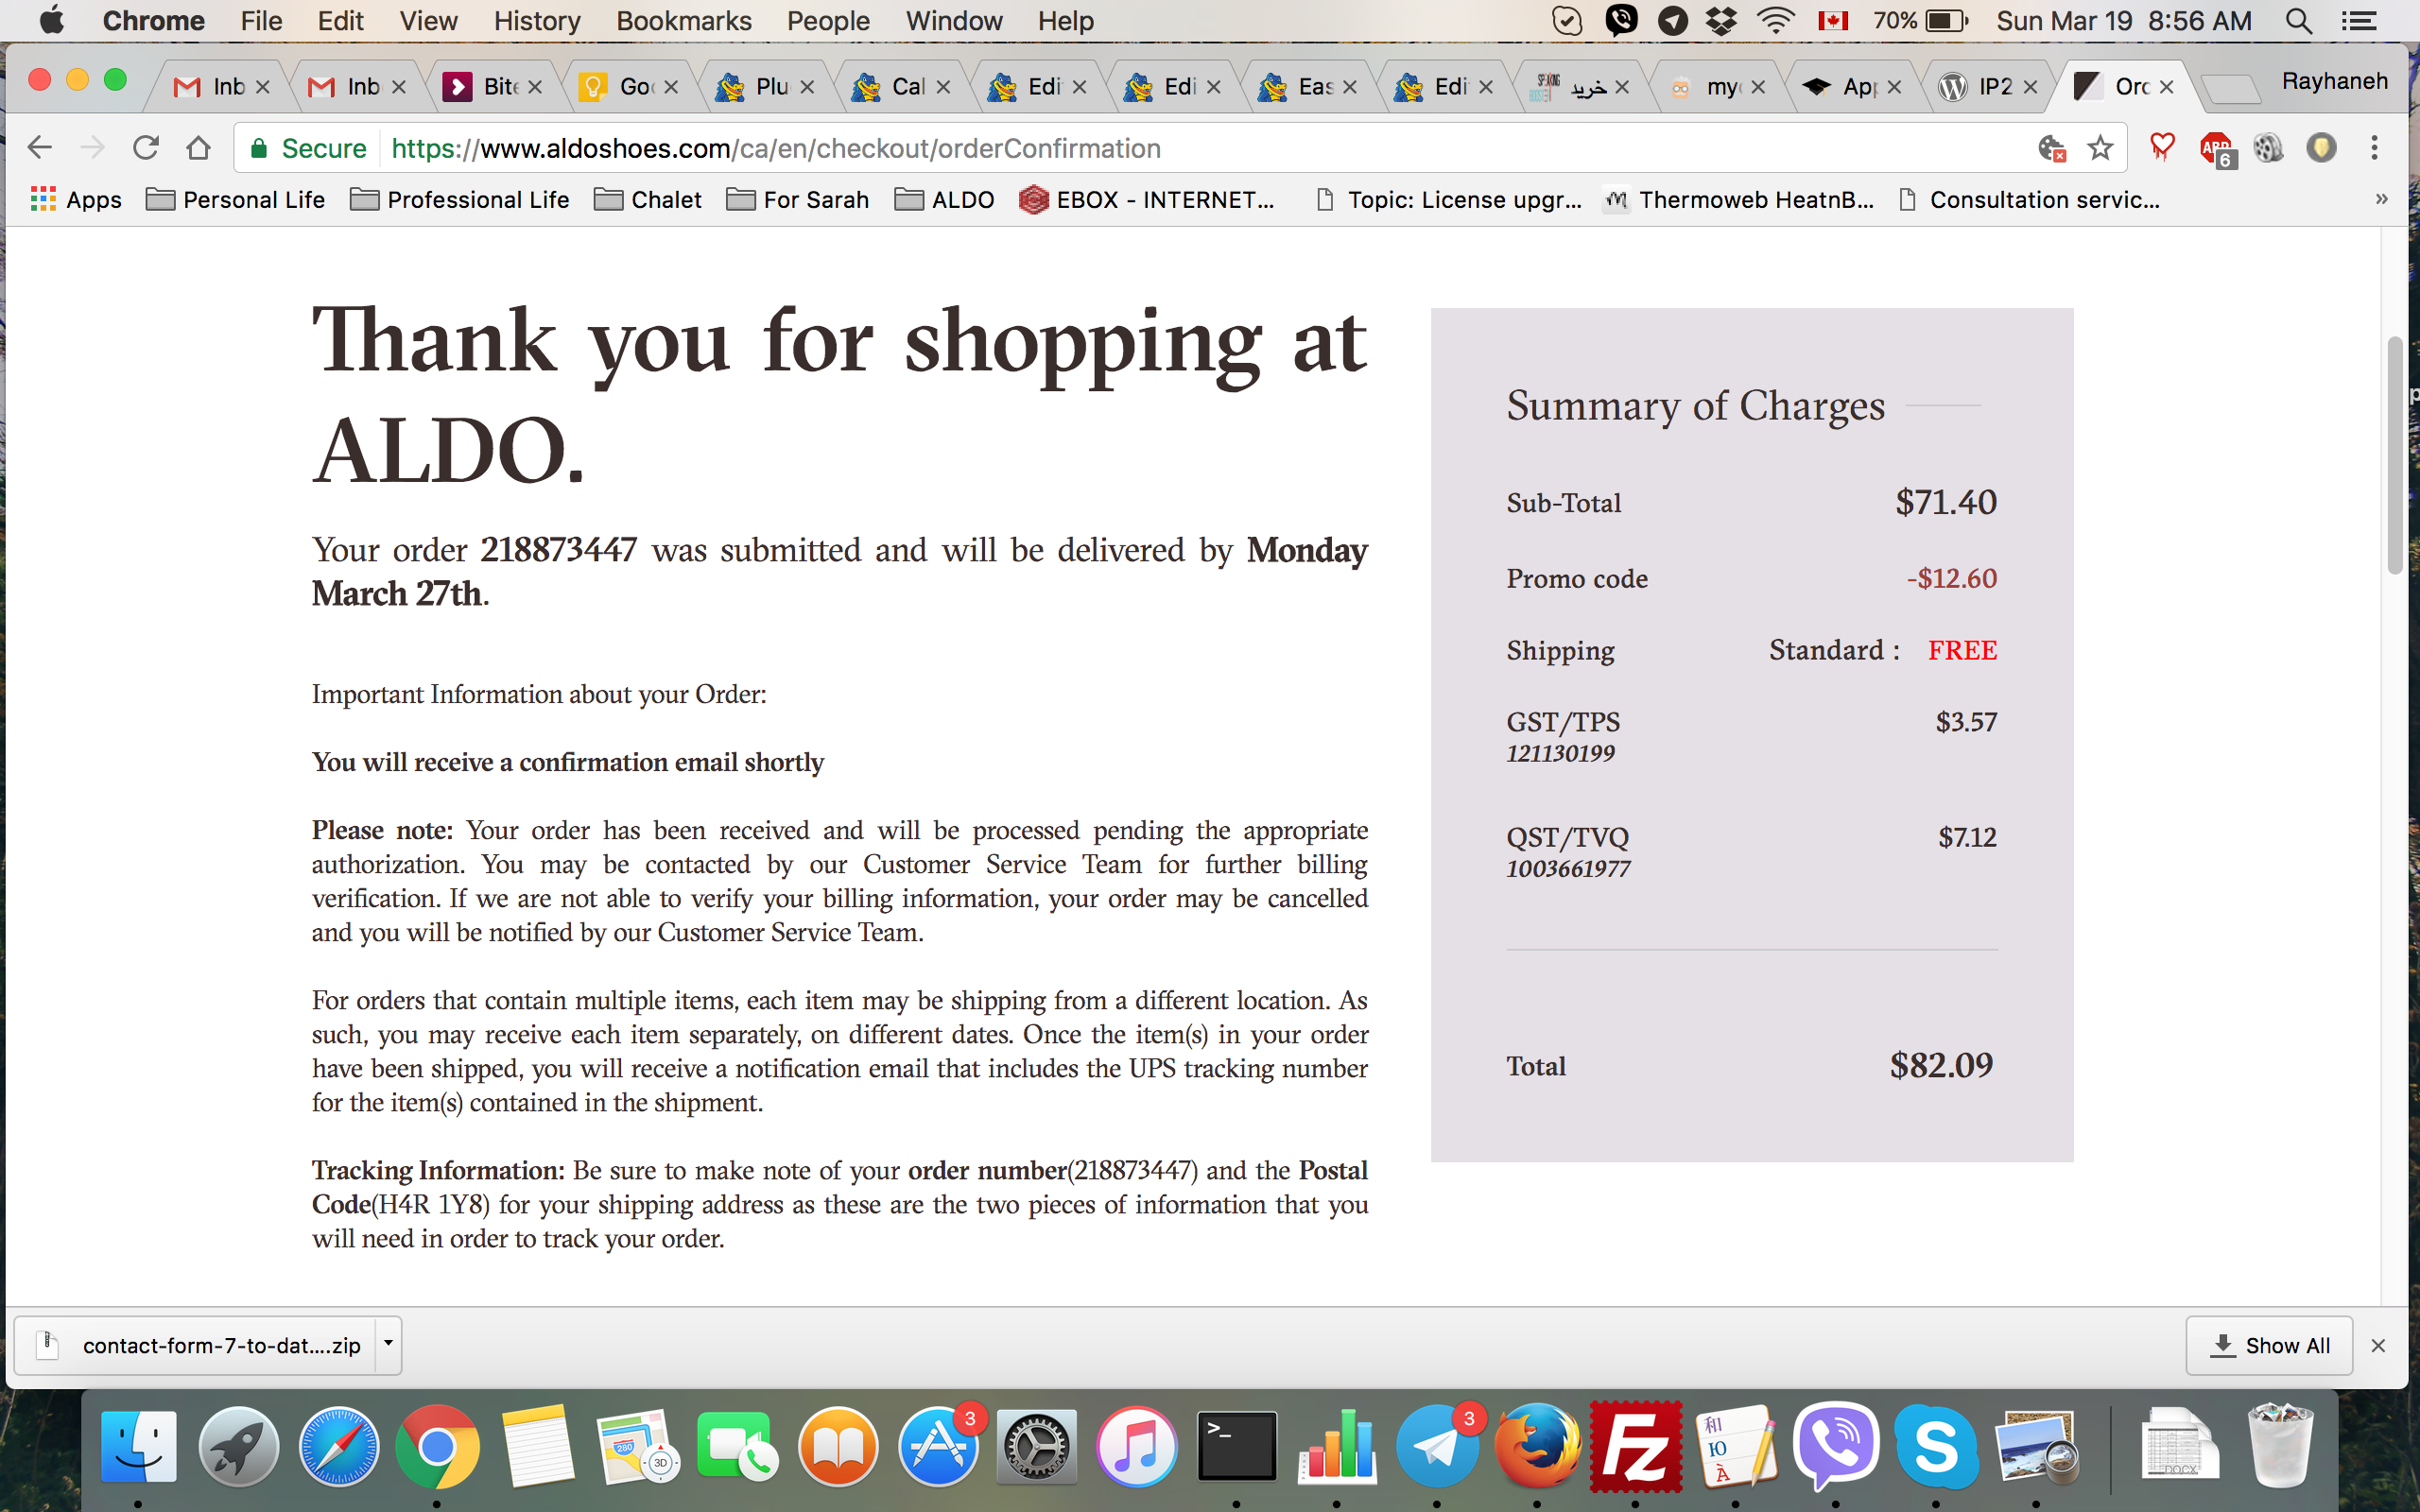 Chrome File Edit View History Bookmarks People Window Help 70% Sun Mar 19 8:56 AM
Inb Inb Bite Goo Plu Cal Edi Edi Eas Edi خرید my App IP2 Ord Rayhaneh
Secure https://www.aldoshoes.com/ca/en/checkout/orderConfirmation ABP 6
Apps Personal Life Professional Life Chalet For Sarah ALDO EBOX - INTERNET... Topic: License upgr... Thermoweb HeatnB... Consultation servic... »
Thank you for shopping at
ALDO.
Your order 218873447 was submitted and will be delivered by Monday
March 27th.
Important Information about your Order:
You will receive a confirmation email shortly
Please note: Your order has been received and will be processed pending the appropriate
authorization. You may be contacted by our Customer Service Team for further billing
verification. If we are not able to verify your billing information, your order may be cancelled
and you will be notified by our Customer Service Team.
For orders that contain multiple items, each item may be shipping from a different location. As
such, you may receive each item separately, on different dates. Once the item(s) in your order
have been shipped, you will receive a notification email that includes the UPS tracking number
for the item(s) contained in the shipment.
Tracking Information: Be sure to make note of your order number(218873447) and the Postal
Code(H4R 1Y8) for your shipping address as these are the two pieces of information that you
will need in order to track your order.
Summary of Charges
Sub-Total $71.40
Promo code -$12.60
Shipping Standard : FREE
GST/TPS $3.57
121130199
QST/TVQ $7.12
1003661977
Total $82.09
contact-form-7-to-dat....zip Show All
280 3D 3 >_ 3 Fz 和 Ю À S DOCX